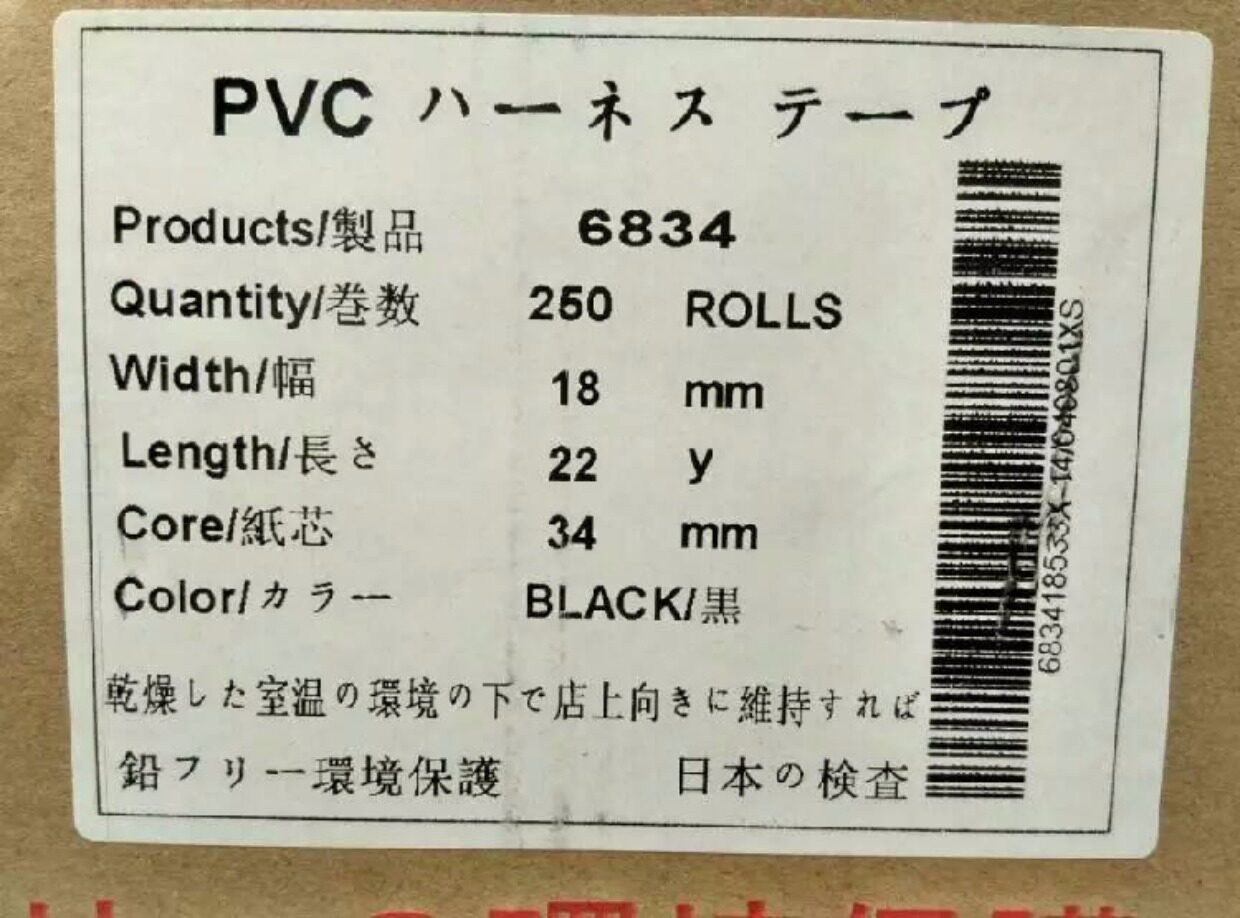 PVC ハーネス テープ
Products/製品 6834
Quantity/巻数 250 ROLLS
Width/幅 18 mm
Length/長さ 22 y
Core/紙芯 34 mm
Color/カラー BLACK/黒
乾燥した室温の環境の下で店上向きに維持すれば
鉛フリー環境保護 日本の検査